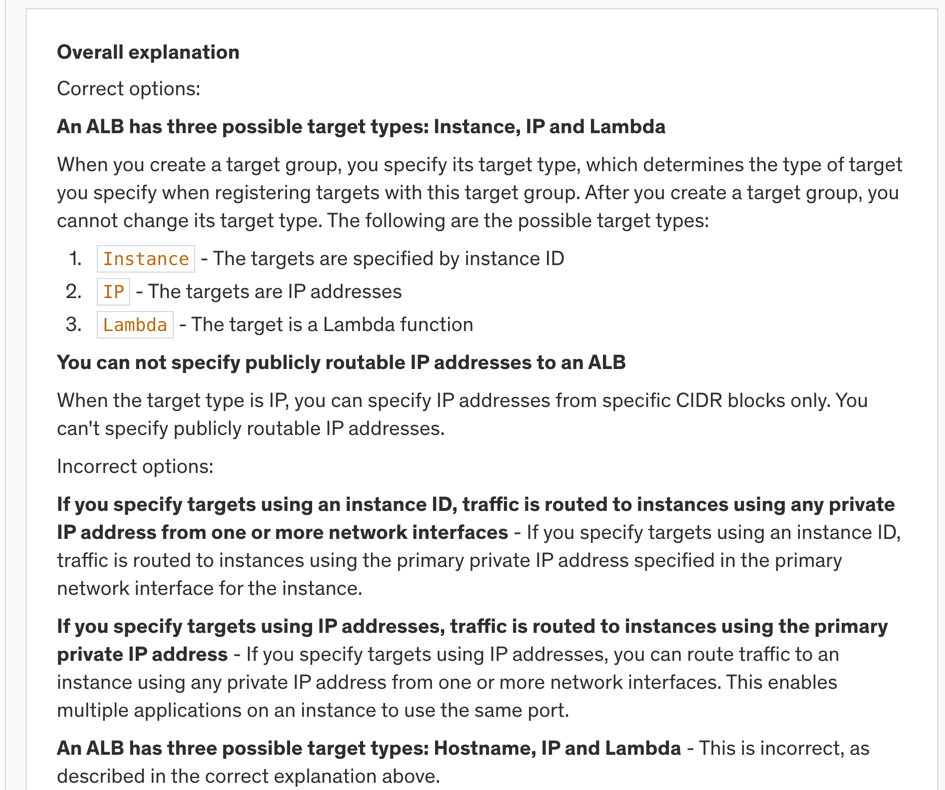 Overall explanation
Correct options:
An ALB has three possible target types: Instance, IP and Lambda
When you create a target group, you specify its target type, which determines the type of target
you specify when registering targets with this target group. After you create a target group, you
cannot change its target type. The following are the possible target types:
1. Instance - The targets are specified by instance ID
2. IP - The targets are IP addresses
3. Lambda - The target is a Lambda function
You can not specify publicly routable IP addresses to an ALB
When the target type is IP, you can specify IP addresses from specific CIDR blocks only. You
can't specify publicly routable IP addresses.
Incorrect options:
If you specify targets using an instance ID, traffic is routed to instances using any private
IP address from one or more network interfaces - If you specify targets using an instance ID,
traffic is routed to instances using the primary private IP address specified in the primary
network interface for the instance.
If you specify targets using IP addresses, traffic is routed to instances using the primary
private IP address - If you specify targets using IP addresses, you can route traffic to an
instance using any private IP address from one or more network interfaces. This enables
multiple applications on an instance to use the same port.
An ALB has three possible target types: Hostname, IP and Lambda - This is incorrect, as
described in the correct explanation above.